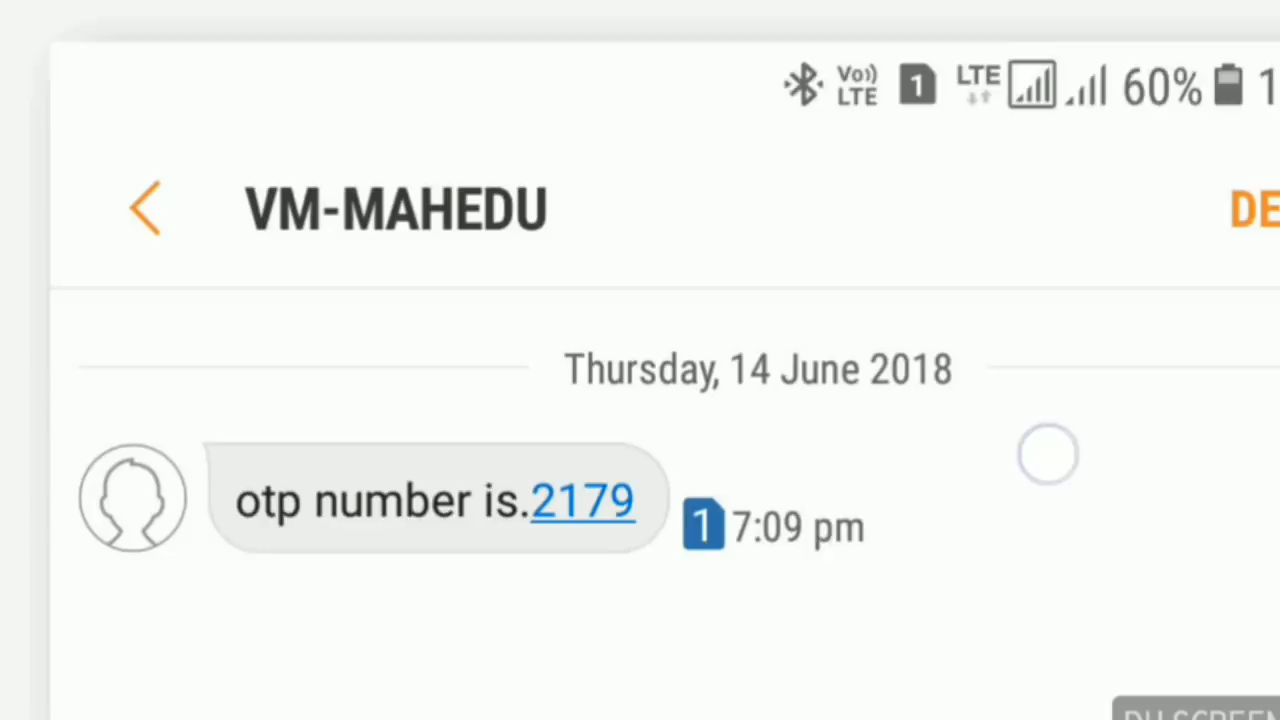 Vo)) LTE 1 LTE 60%
VM-MAHEDU
Thursday, 14 June 2018
otp number is.2179
1 7:09 pm